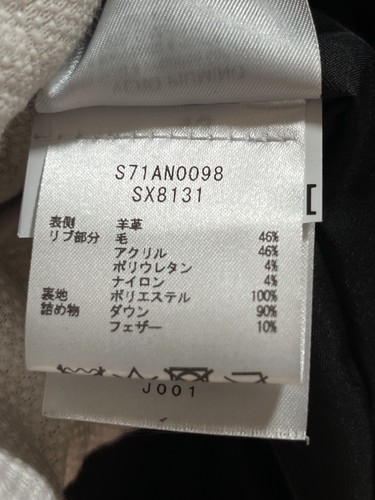 S71AN0098
SX8131
表側 羊革
リブ部分 毛 46%
アクリル 46%
ポリウレタン 4%
ナイロン 4%
裏地 ポリエステル 100%
詰め物 ダウン 90%
フェザー 10%
J001